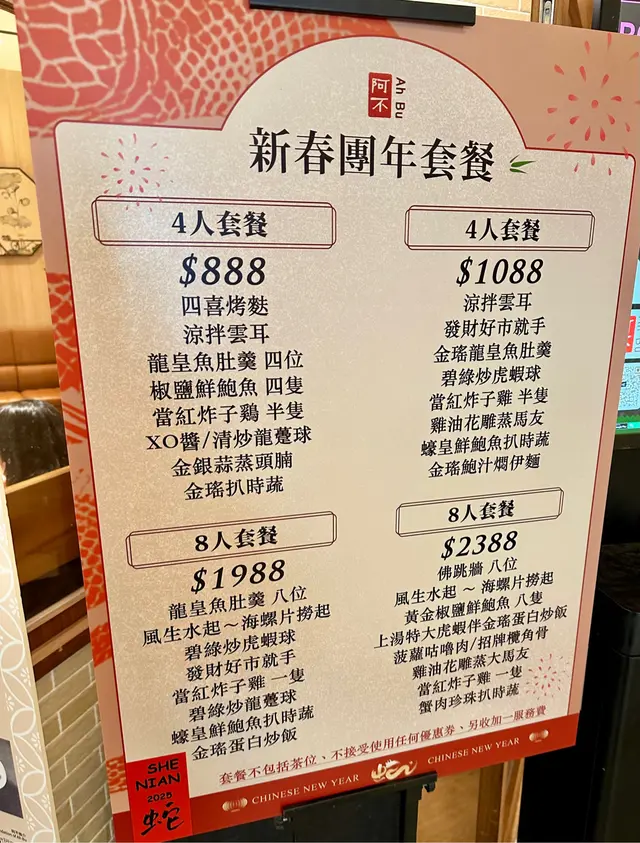 阿不
Ah Bu
新春團年套餐
4人套餐
$888
四喜烤麩
涼拌雲耳
龍皇魚肚羹 四位
椒鹽鮮鮑魚 四隻
當紅炸子鷄 半隻
XO醬/清炒龍躉球
金銀蒜蒸頭腩
金瑤扒時蔬
4人套餐
$1088
涼拌雲耳
發財好市就手
金瑤龍皇魚肚羹
碧綠炒虎蝦球
當紅炸子雞 半隻
雞油花雕蒸馬友
蠔皇鮮鮑魚扒時蔬
金瑤鮑汁燜伊麵
8人套餐
$1988
龍皇魚肚羹 八位
風生水起～海螺片撈起
碧綠炒虎蝦球
發財好市就手
當紅炸子雞 一隻
碧綠炒龍躉球
蠔皇鮮鮑魚扒時蔬
金瑤蛋白炒飯
8人套餐
$2388
佛跳牆 八位
風生水起～海螺片撈起
黃金椒鹽鮮鮑魚 八隻
上湯特大虎蝦伴金瑤蛋白炒飯
菠蘿咕嚕肉/招牌欖角骨
雞油花雕蒸大馬友
當紅炸子雞 一隻
蟹肉珍珠扒時蔬
套餐不包括茶位、不接受使用任何優惠券、另收加一服務費
SHE
NIAN
2025
蛇
CHINESE NEW YEAR
CHINESE NEW YEAR